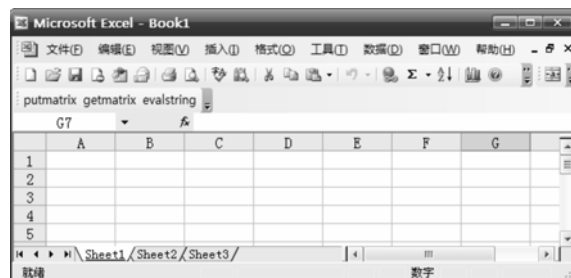 Microsoft Excel - Book1
文件(F) 编辑(E) 视图(V) 插入(I) 格式(O) 工具(T) 数据(D) 窗口(W) 帮助(H)
putmatrix getmatrix evalstring
G7 fx
A B C D E F G
1
2
3
4
5
Sheet1 Sheet2 Sheet3
就绪 数字